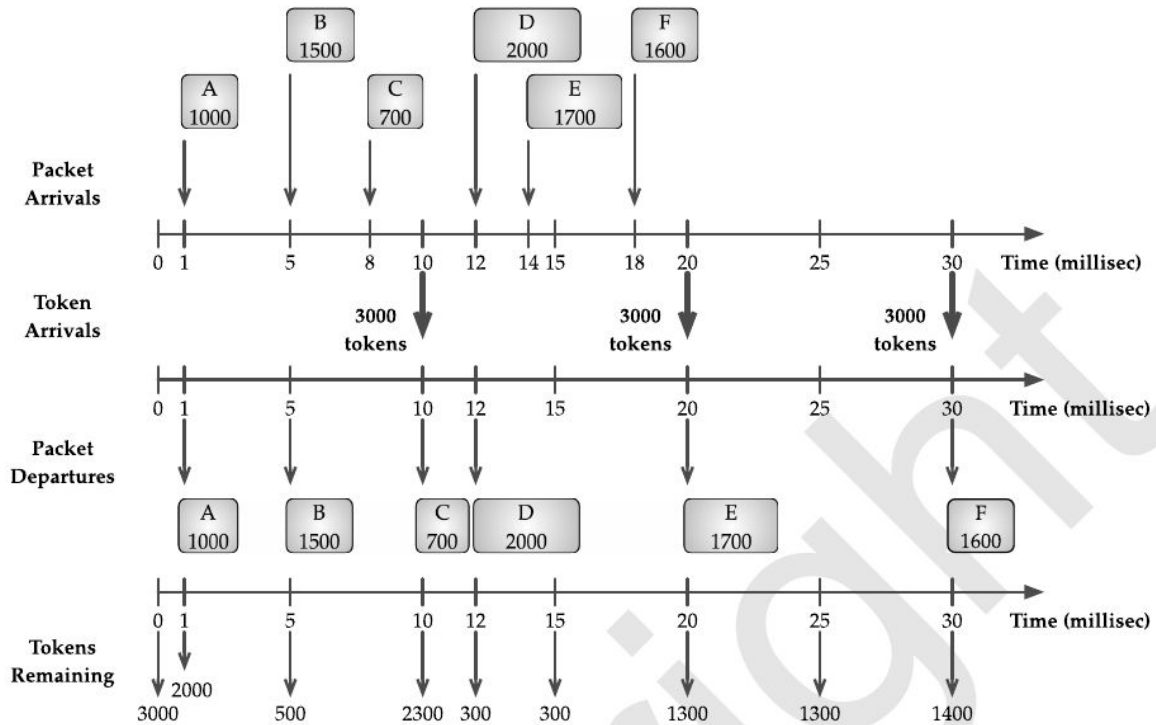 B
1500
D
2000
F
1600
A
1000
C
700
E
1700
Packet
Arrivals
0 1 5 8 10 12 14 15 18 20 25 30 Time (millisec)
Token
Arrivals
3000
tokens
3000
tokens
3000
tokens
0 1 5 10 12 15 20 25 30 Time (millisec)
Packet
Departures
A
1000
B
1500
C
700
D
2000
E
1700
F
1600
0 1 5 10 12 15 20 25 30 Time (millisec)
Tokens
Remaining
3000 2000 500 2300 300 300 1300 1300 1400